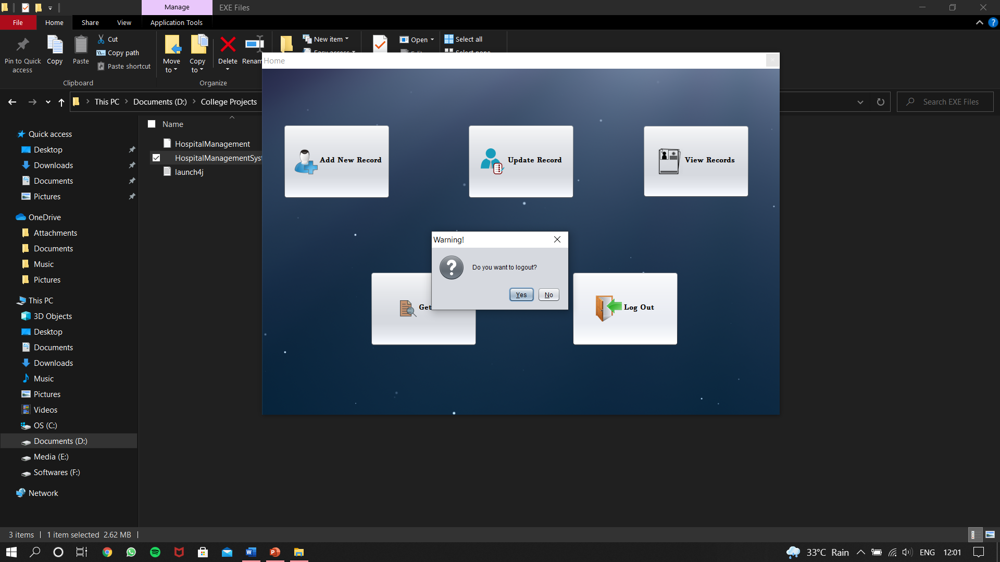 Manage
EXE Files
File
Home
Share
View
Application Tools
Pin to Quick
access
Copy
Paste
Cut
Copy path
Paste shortcut
Clipboard
Move
to
Copy
to
Delete
Renam
Organize
New item
Easy access
Open
Select all
Select none
This PC
Documents (D:)
College Projects
Search EXE Files
Quick access
Desktop
Downloads
Documents
Pictures
OneDrive
Attachments
Documents
Music
Pictures
This PC
3D Objects
Desktop
Documents
Downloads
Music
Pictures
Videos
OS (C:)
Documents (D:)
Media (E:)
Softwares (F:)
Network
Name
HospitalManagement
HospitalManagementSyst
launch4j
Home
Add New Record
Update Record
View Records
Warning!
Do you want to logout?
Yes
No
Get
Log Out
3 items
1 item selected 2.62 MB
33°C Rain
ENG
12:01